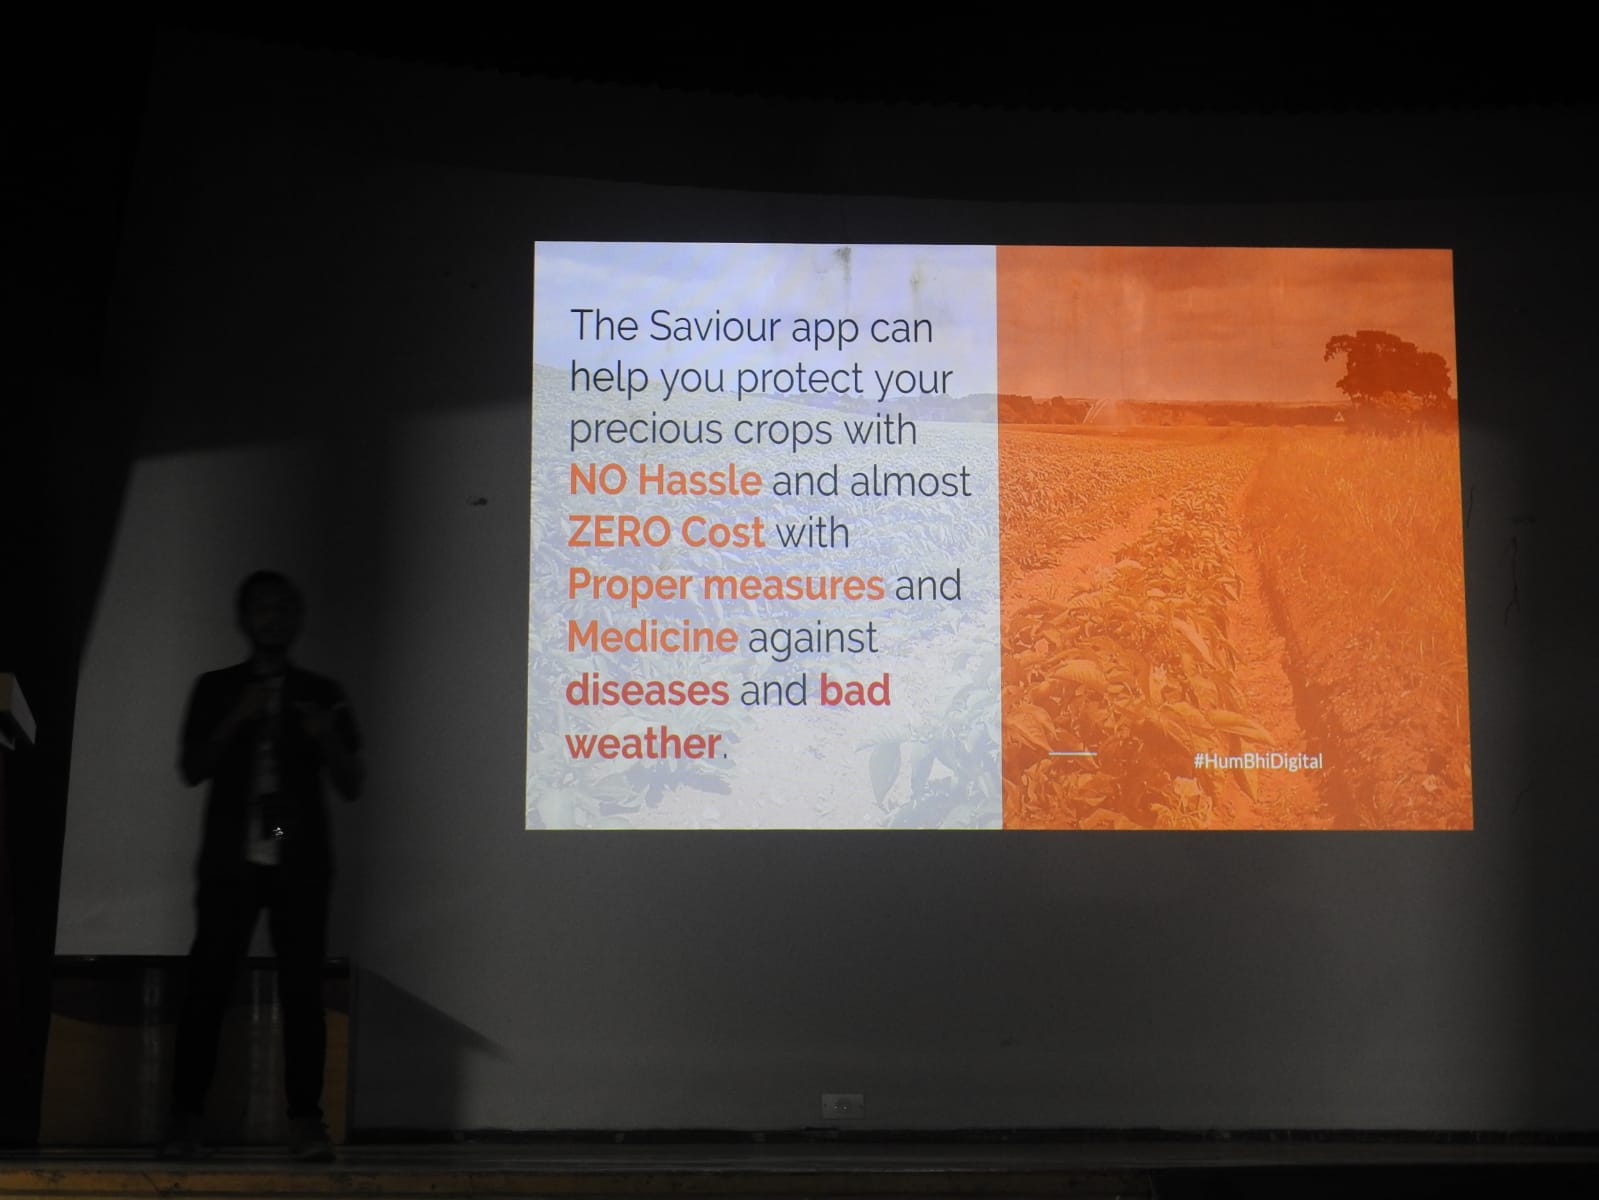 The Saviour app can
help you protect your
precious crops with
NO Hassle and almost
ZERO Cost with
Proper measures and
Medicine against
diseases and bad
weather.
#HumBhiDigital